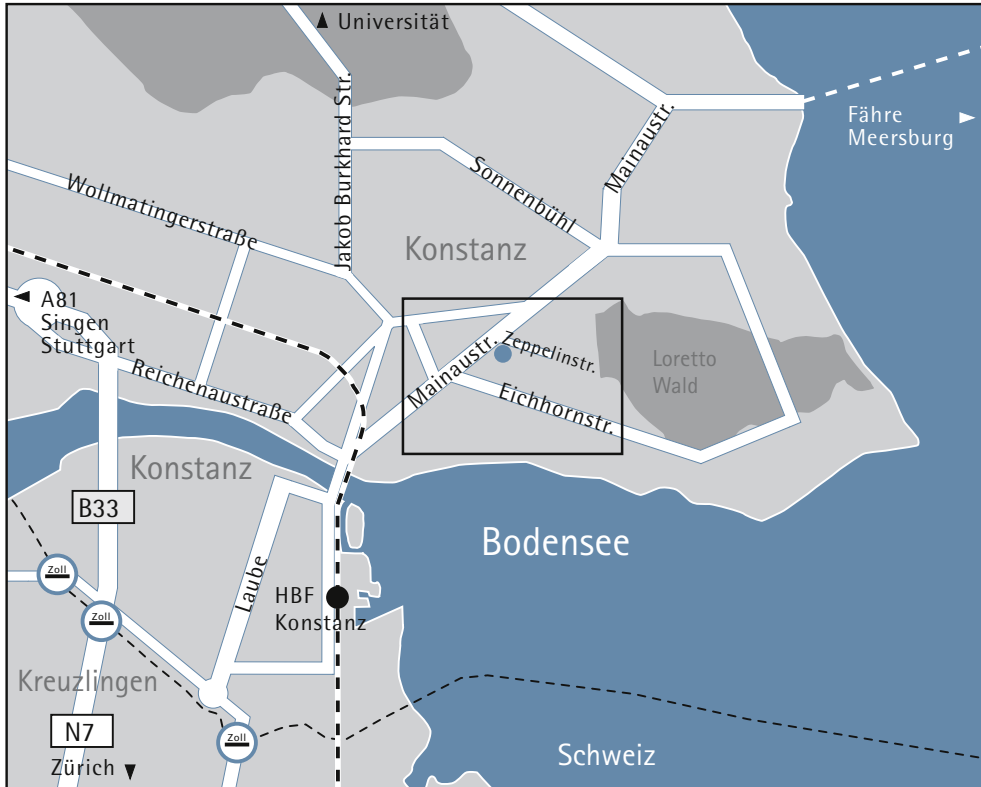 Universität
Jakob Burkhard Str.
Mainaustr.
Fähre
Meersburg
Wollmatingerstraße
Sonnenbühl
Konstanz
A81
Singen
Stuttgart
Reichenaustraße
Mainaustr.
Zeppelinstr.
Eichhornstr.
Loretto
Wald
Konstanz
B33
Bodensee
Laube
HBF
Konstanz
Zoll
Zoll
Kreuzlingen
N7
Zürich
Zoll
Schweiz